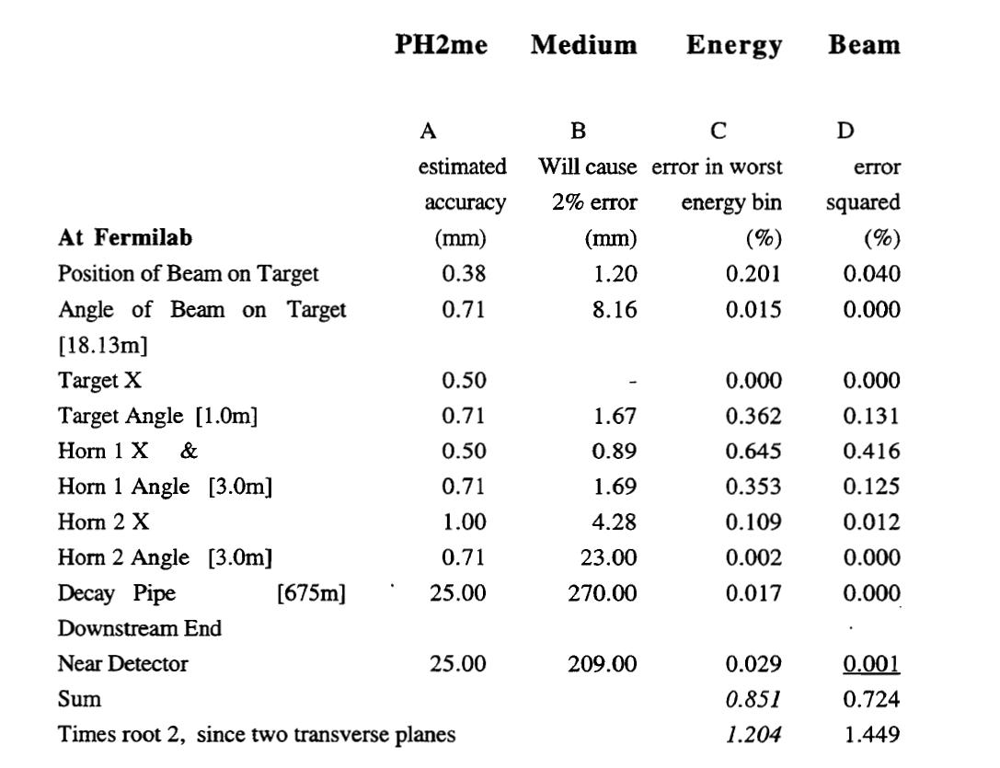 PH2me Medium Energy Beam
A B C D
estimated Will cause error in worst error
accuracy 2% error energy bin squared
At Fermilab (mm) (mm) (%) (%)
Position of Beam on Target 0.38 1.20 0.201 0.040
Angle of Beam on Target 0.71 8.16 0.015 0.000
[18.13m]
Target X 0.50 - 0.000 0.000
Target Angle [1.0m] 0.71 1.67 0.362 0.131
Horn 1 X & 0.50 0.89 0.645 0.416
Horn 1 Angle [3.0m] 0.71 1.69 0.353 0.125
Horn 2 X 1.00 4.28 0.109 0.012
Horn 2 Angle [3.0m] 0.71 23.00 0.002 0.000
Decay Pipe [675m] 25.00 270.00 0.017 0.000
Downstream End
Near Detector 25.00 209.00 0.029 0.001
Sum 0.851 0.724
Times root 2, since two transverse planes 1.204 1.449